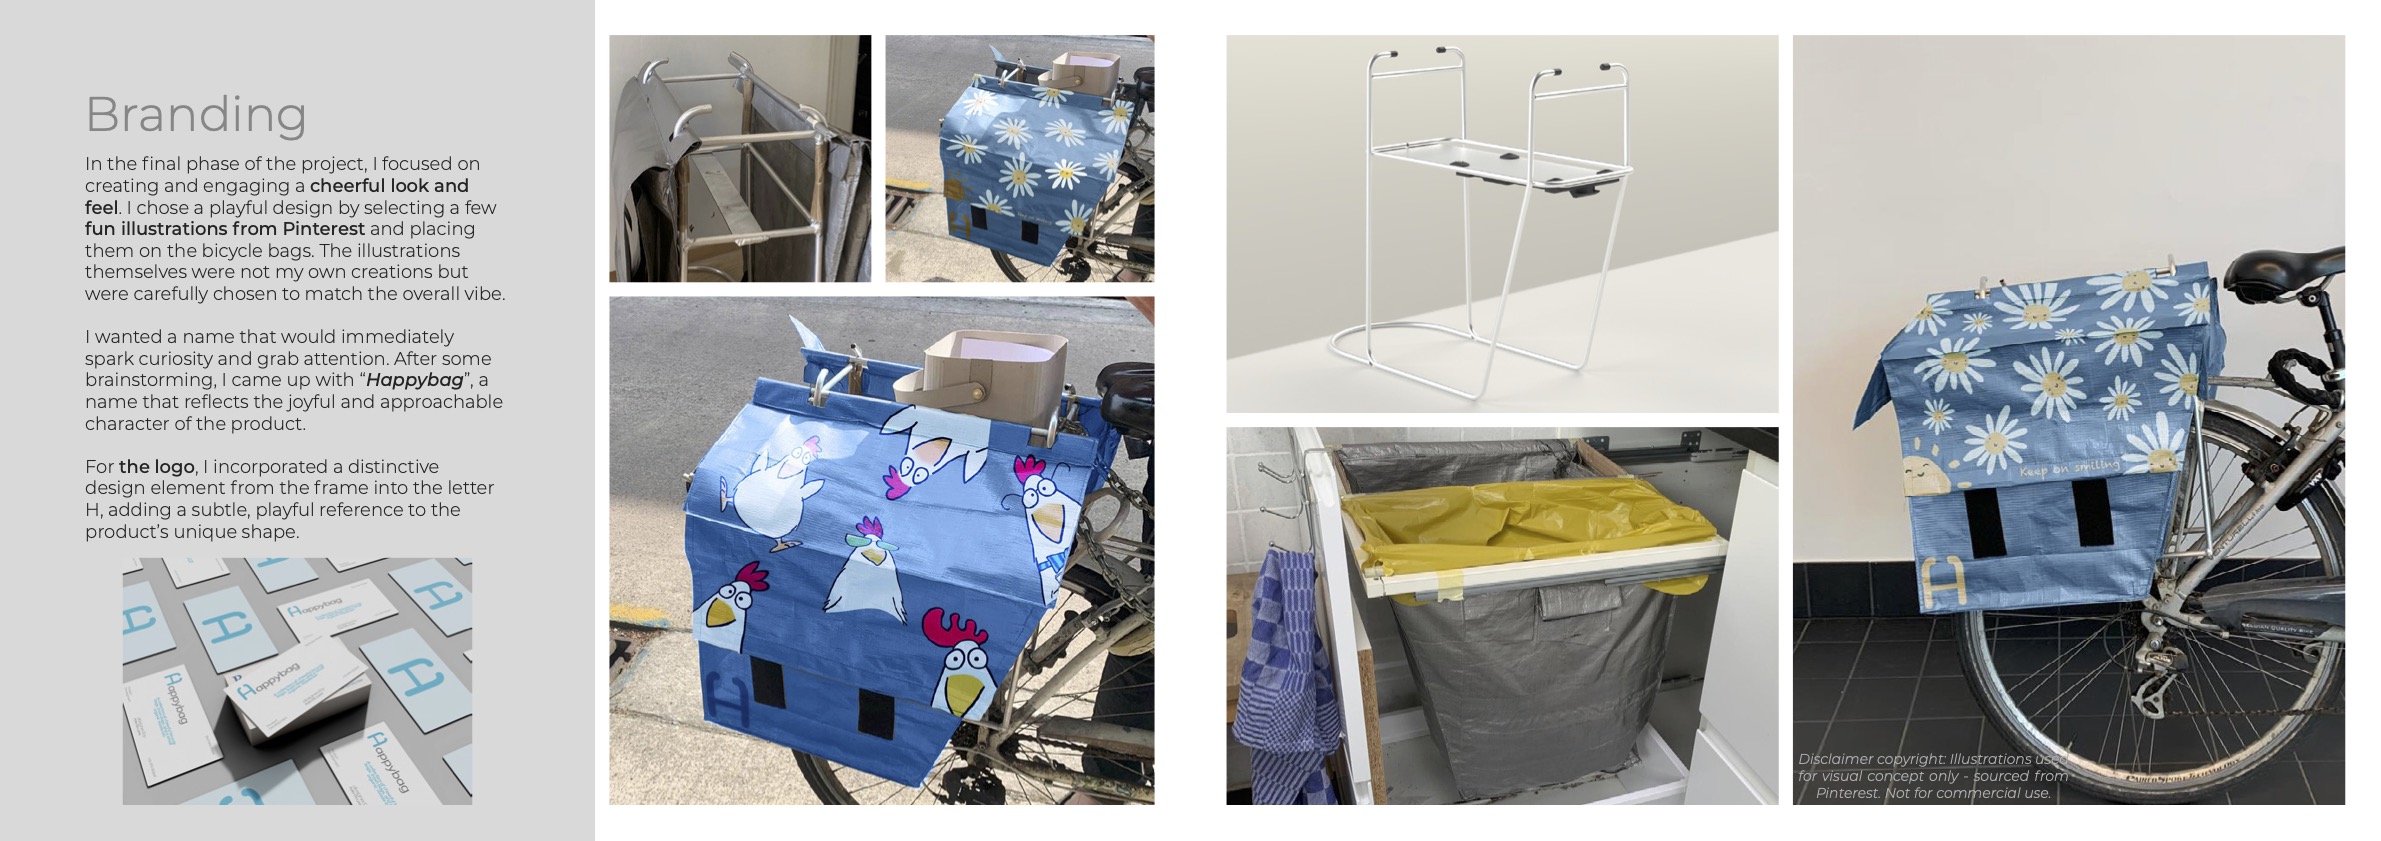 Branding
In the final phase of the project, I focused on
creating and engaging a cheerful look and
feel. I chose a playful design by selecting a few
fun illustrations from Pinterest and placing
them on the bicycle bags. The illustrations
themselves were not my own creations but
were carefully chosen to match the overall vibe.
I wanted a name that would immediately
spark curiosity and grab attention. After some
brainstorming, I came up with “Happybag”, a
name that reflects the joyful and approachable
character of the product.
For the logo, I incorporated a distinctive
design element from the frame into the letter
H, adding a subtle, playful reference to the
product’s unique shape.
H
H
H
H
Happybag
Happybag
Happybag
Happybag
H
H
Keep on smiling
H
BELGIAN QUALITY BIKE
Disclaimer copyright: Illustrations used
for visual concept only - sourced from
Pinterest. Not for commercial use.